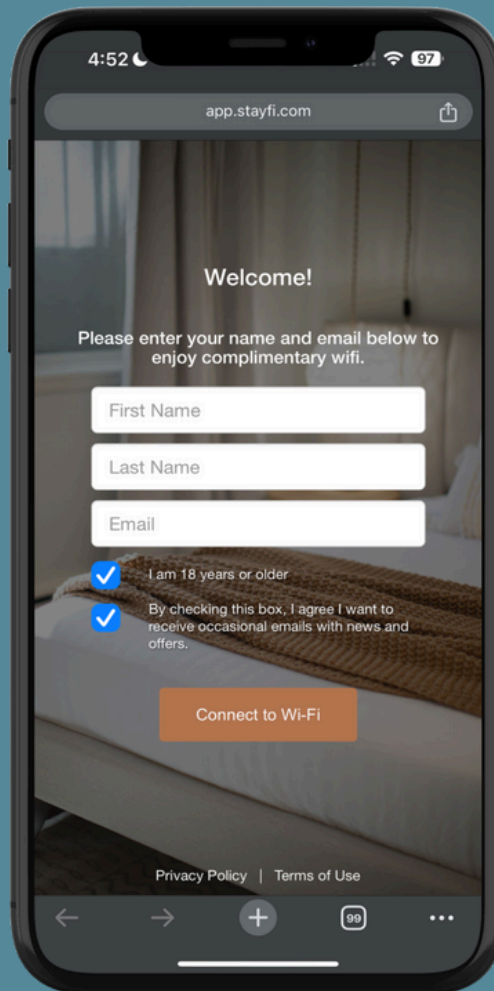 4:52
97
app.stayfi.com
Welcome!
Please enter your name and email below to
enjoy complimentary wifi.
First Name
Last Name
Email
I am 18 years or older
By checking this box, I agree I want to
receive occasional emails with news and
offers.
Connect to Wi-Fi
Privacy Policy | Terms of Use
99